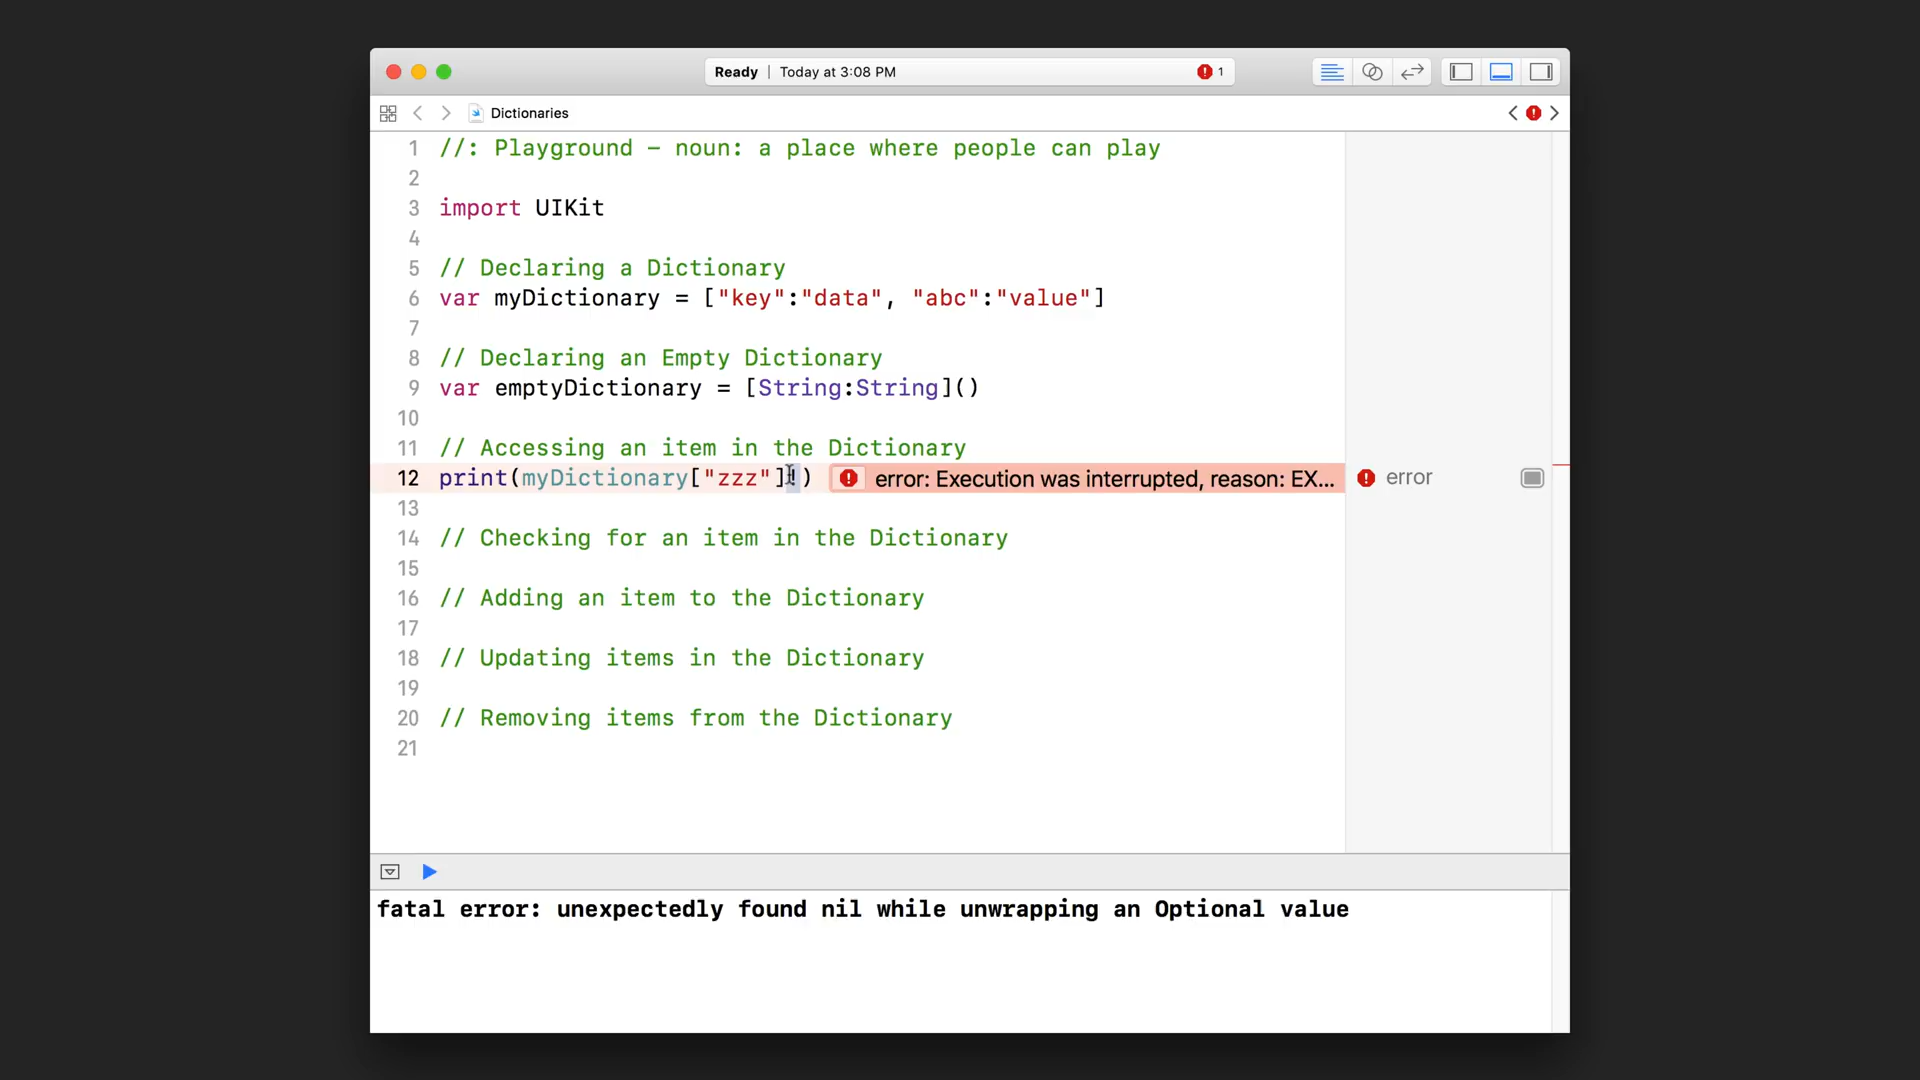 Ready | Today at 3:08 PM 1
Dictionaries
1 //: Playground – noun: a place where people can play
2
3 import UIKit
4
5 // Declaring a Dictionary
6 var myDictionary = ["key":"data", "abc":"value"]
7
8 // Declaring an Empty Dictionary
9 var emptyDictionary = [String:String]()
10
11 // Accessing an item in the Dictionary
12 print(myDictionary["zzz"]!) error: Execution was interrupted, reason: EX... error
13
14 // Checking for an item in the Dictionary
15
16 // Adding an item to the Dictionary
17
18 // Updating items in the Dictionary
19
20 // Removing items from the Dictionary
21
fatal error: unexpectedly found nil while unwrapping an Optional value